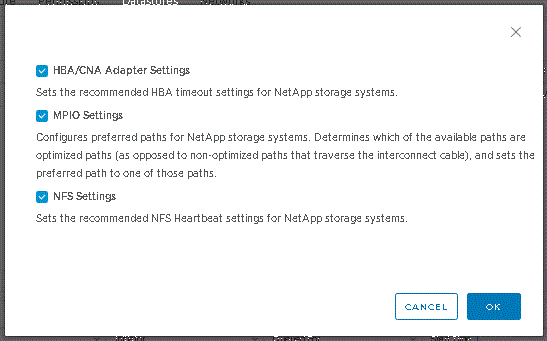 Datastores
HBA/CNA Adapter Settings
Sets the recommended HBA timeout settings for NetApp storage systems.
MPIO Settings
Configures preferred paths for NetApp storage systems. Determines which of the available paths are
optimized paths (as opposed to non-optimized paths that traverse the interconnect cable), and sets the
preferred path to one of those paths.
NFS Settings
Sets the recommended NFS Heartbeat settings for NetApp storage systems.
CANCEL OK